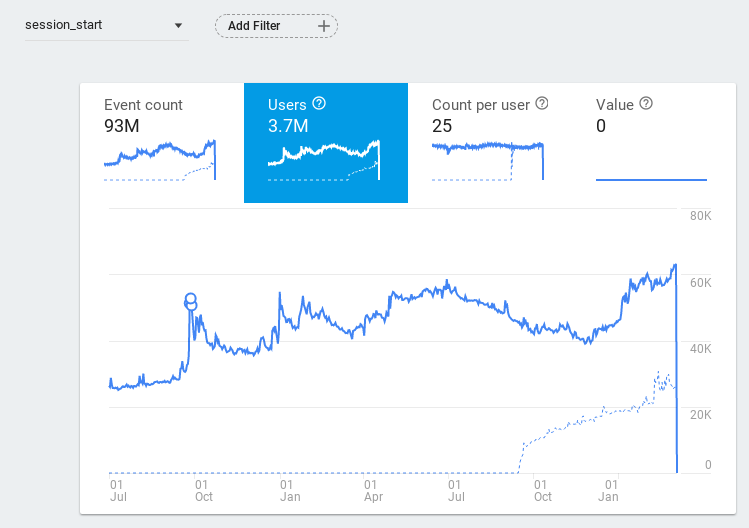 session_start
Add Filter
Event count
93M
Users
3.7M
Count per user
25
Value
0
80K
60K
40K
20K
0
01 Jul
01 Oct
01 Jan
01 Apr
01 Jul
01 Oct
01 Jan